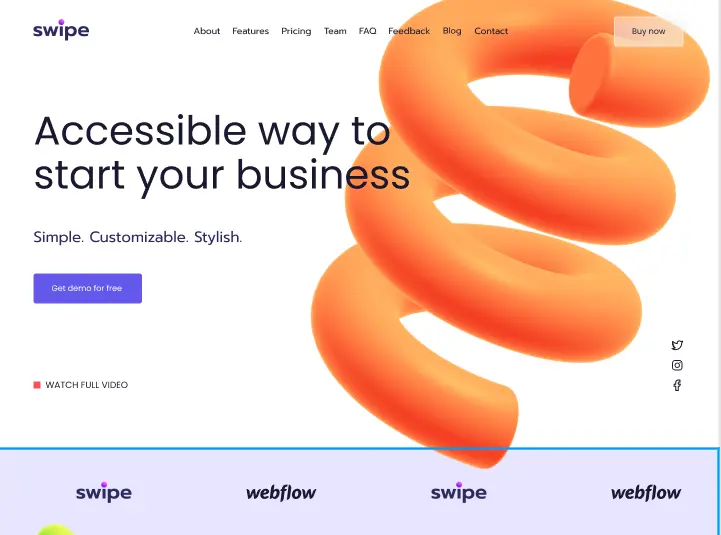 swipe
About Features Pricing Team FAQ Feedback Blog Contact
Buy now
Accessible way to
start your business
Simple. Customizable. Stylish.
Get demo for free
WATCH FULL VIDEO
swipe webflow swipe webflow